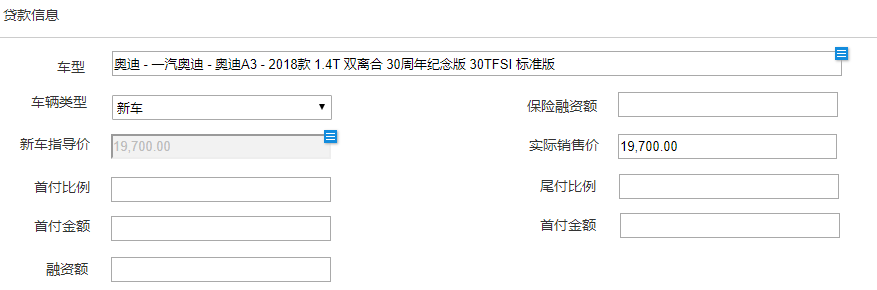 贷款信息
车型 奥迪 - 一汽奥迪 - 奥迪A3 - 2018款 1.4T 双离合 30周年纪念版 30TFSI 标准版
车辆类型 新车 保险融资额
新车指导价 19,700.00 实际销售价 19,700.00
首付比例 尾付比例
首付金额 首付金额
融资额